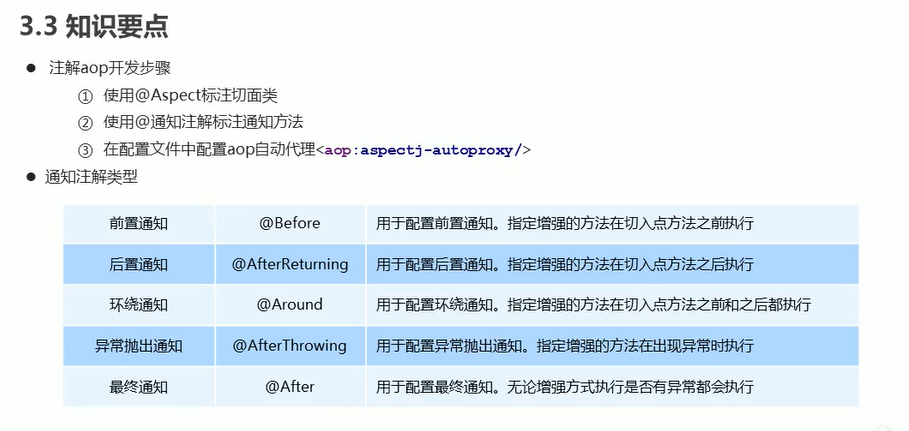 3.3 知识要点
● 注解aop开发步骤
① 使用@Aspect标注切面类
② 使用@通知注解标注通知方法
③ 在配置文件中配置aop自动代理<aop:aspectj-autoproxy/>
● 通知注解类型
前置通知 @Before 用于配置前置通知。指定增强的方法在切入点方法之前执行
后置通知 @AfterReturning 用于配置后置通知。指定增强的方法在切入点方法之后执行
环绕通知 @Around 用于配置环绕通知。指定增强的方法在切入点方法之前和之后都执行
异常抛出通知 @AfterThrowing 用于配置异常抛出通知。指定增强的方法在出现异常时执行
最终通知 @After 用于配置最终通知。无论增强方式执行是否有异常都会执行